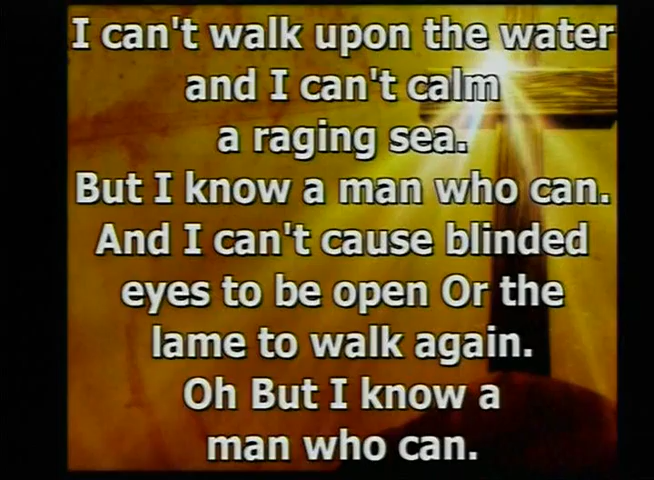 I can't walk upon the water
and I can't calm
a raging sea.
But I know a man who can.
And I can't cause blinded
eyes to be open Or the
lame to walk again.
Oh But I know a
man who can.